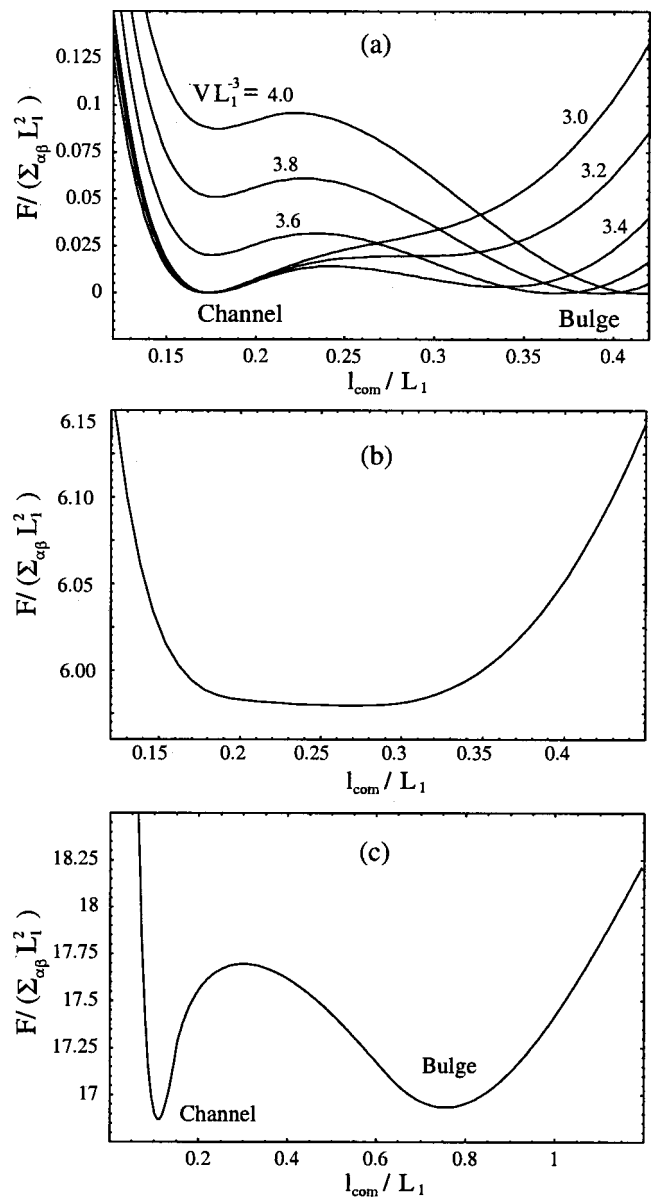 (a)
0.125
0.1
0.075
0.05
0.025
0
F/(Σαβ L₁²)
V L₁⁻³ = 4.0
3.8
3.6
3.0
3.2
3.4
Channel
Bulge
0.15 0.2 0.25 0.3 0.35 0.4
l_com / L₁
(b)
6.15
6.10
6.05
6.00
F/(Σαβ L₁²)
0.15 0.2 0.25 0.3 0.35 0.4
l_com / L₁
(c)
18.25
18
17.75
17.5
17.25
17
F/(Σαβ L₁²)
Bulge
Channel
0.2 0.4 0.6 0.8 1
l_com / L₁